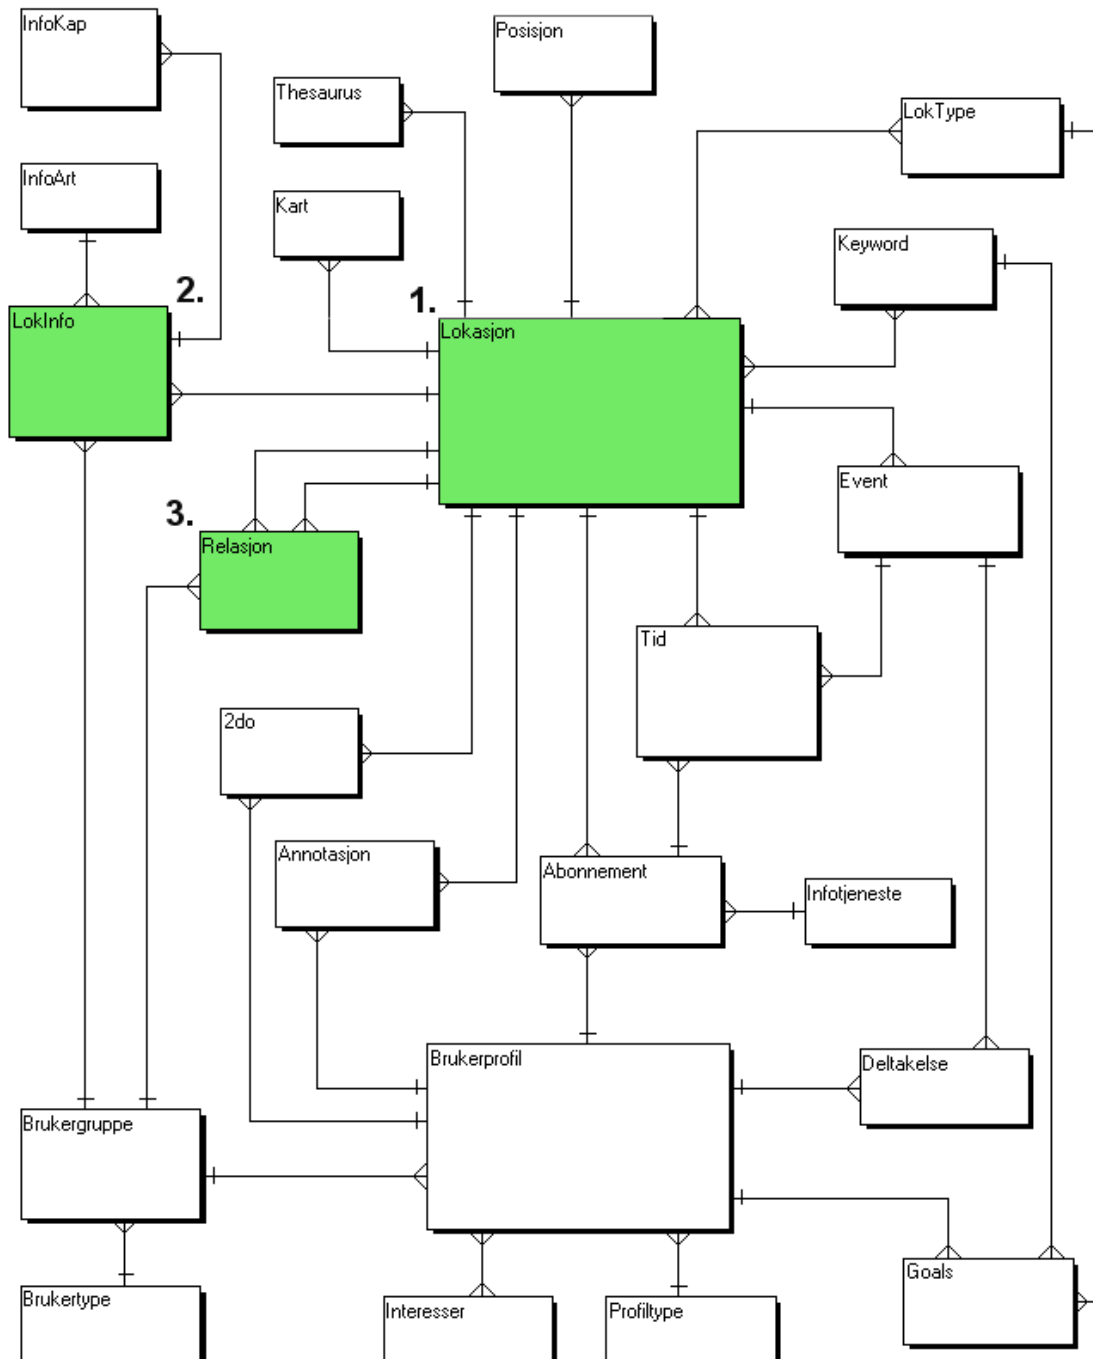 InfoKap
Posisjon
Thesaurus
LokType
InfoArt
Kart
Keyword
2.
1.
LokInfo
Lokasjon
Event
3.
Relasjon
Tid
2do
Annotasjon
Abonnement
Infotjeneste
Brukerprofil
Deltakelse
Brukergruppe
Goals
Brukertype
Interesser
Profiltype